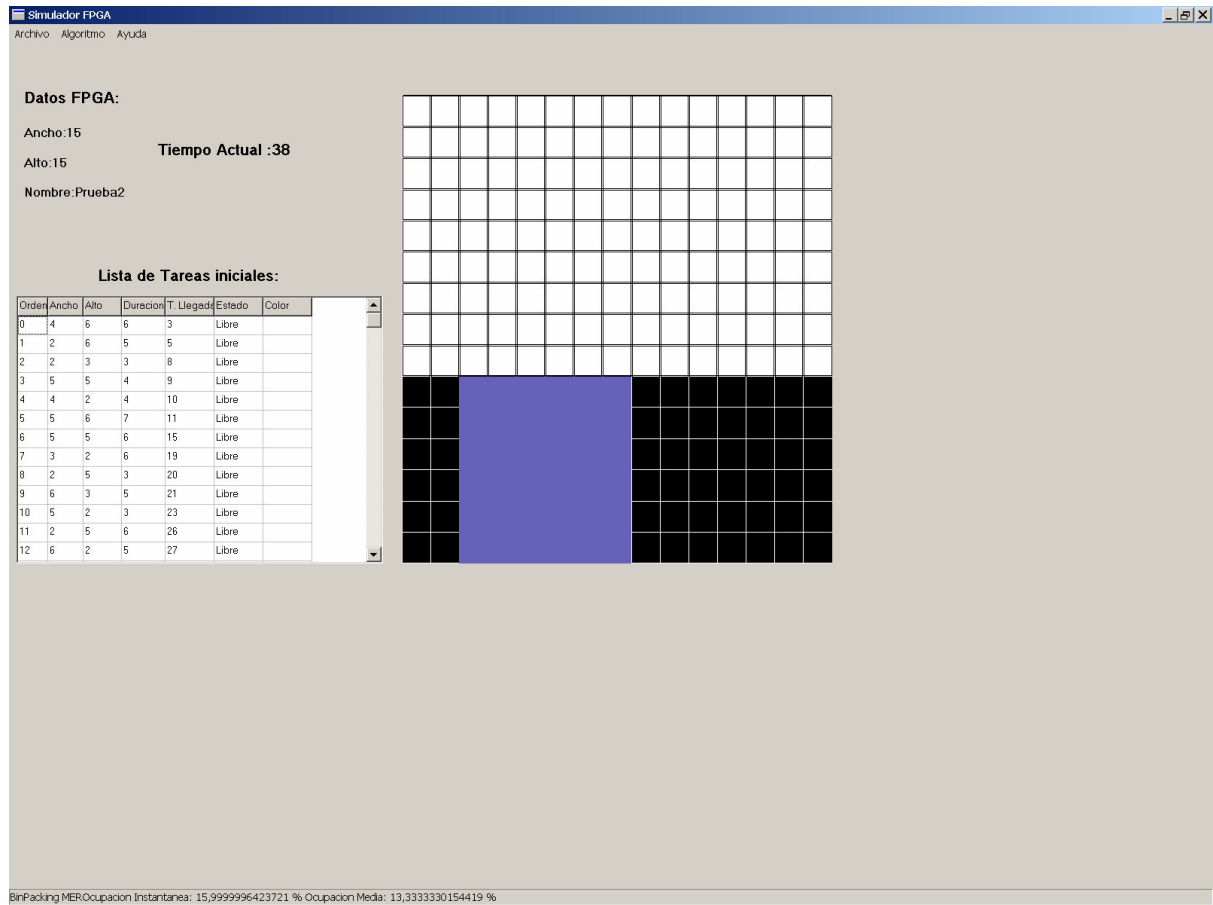 Simulador FPGA
Archivo Algoritmo Ayuda
Datos FPGA:
Ancho:15
Tiempo Actual :38
Alto:15
Nombre:Prueba2
Lista de Tareas iniciales:
Orden Ancho Alto Duracion T. Llegada Estado Color
0 4 6 6 3 Libre
1 2 6 5 5 Libre
2 2 3 3 8 Libre
3 5 5 4 9 Libre
4 4 2 4 10 Libre
5 5 6 7 11 Libre
6 5 5 6 15 Libre
7 3 2 6 19 Libre
8 2 5 3 20 Libre
9 6 3 5 21 Libre
10 5 2 3 23 Libre
11 2 5 6 26 Libre
12 6 2 5 27 Libre
BinPacking MEROcupacion Instantanea: 15,9999996423721 % Ocupacion Media: 13,3333330154419 %